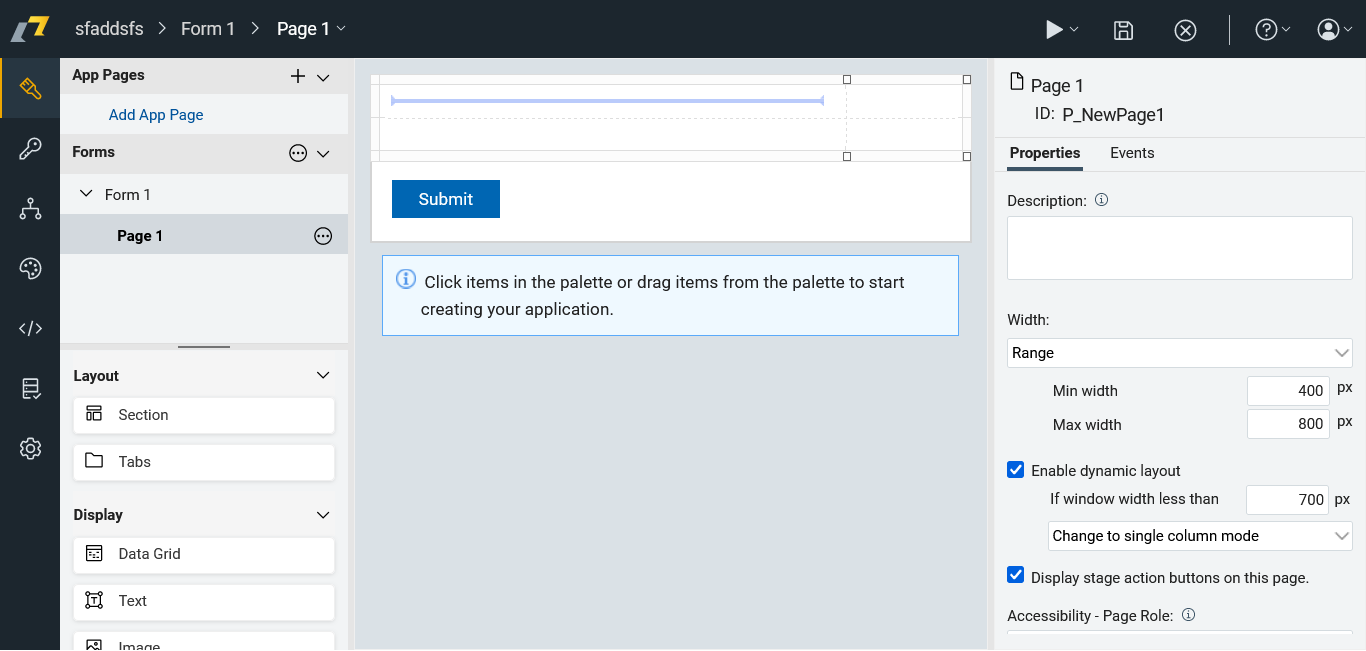 sfaddsfs > Form 1 > Page 1
App Pages
Add App Page
Forms
Form 1
Page 1
Layout
Section
Tabs
Display
Data Grid
Text
Image
Submit
Click items in the palette or drag items from the palette to start
creating your application.
Page 1
ID: P_NewPage1
Properties Events
Description:
Width:
Range
Min width 400 px
Max width 800 px
Enable dynamic layout
If window width less than 700 px
Change to single column mode
Display stage action buttons on this page.
Accessibility - Page Role: